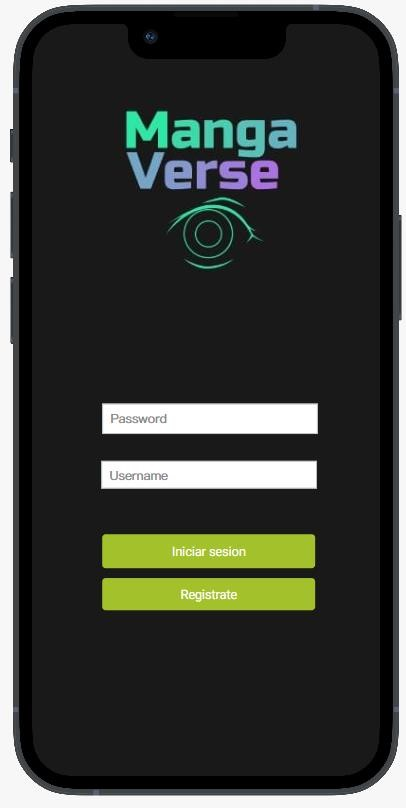 Manga
Verse
Password
Username
Iniciar sesion
Registrate